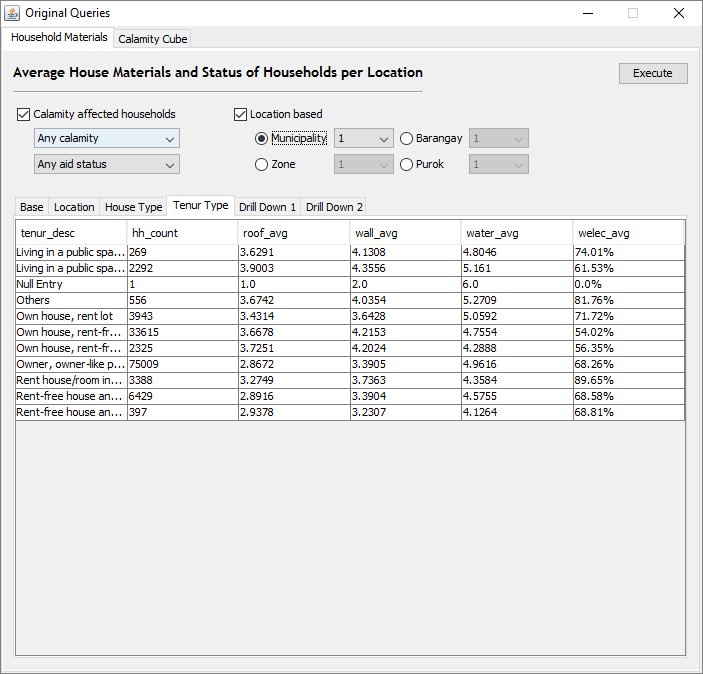 Original Queries
Household Materials Calamity Cube
Average House Materials and Status of Households per Location Execute
Calamity affected households Location based
Any calamity Municipality 1 Barangay 1
Any aid status Zone 1 Purok 1
Base Location House Type Tenur Type Drill Down 1 Drill Down 2
tenur_desc hh_count roof_avg wall_avg water_avg welec_avg
Living in a public spa... 269 3.6291 4.1308 4.8046 74.01%
Living in a public spa... 2292 3.9003 4.3556 5.161 61.53%
Null Entry 1 1.0 2.0 6.0 0.0%
Others 556 3.6742 4.0354 5.2709 81.76%
Own house, rent lot 3943 3.4314 3.6428 5.0592 71.72%
Own house, rent-fr... 33615 3.6678 4.2153 4.7554 54.02%
Own house, rent-fr... 2325 3.7251 4.2024 4.2888 56.35%
Owner, owner-like p... 75009 2.8672 3.3905 4.9616 68.26%
Rent house/room in... 3388 3.2749 3.7363 4.3584 89.65%
Rent-free house an... 6429 2.8916 3.3904 4.5755 68.58%
Rent-free house an... 397 2.9378 3.2307 4.1264 68.81%